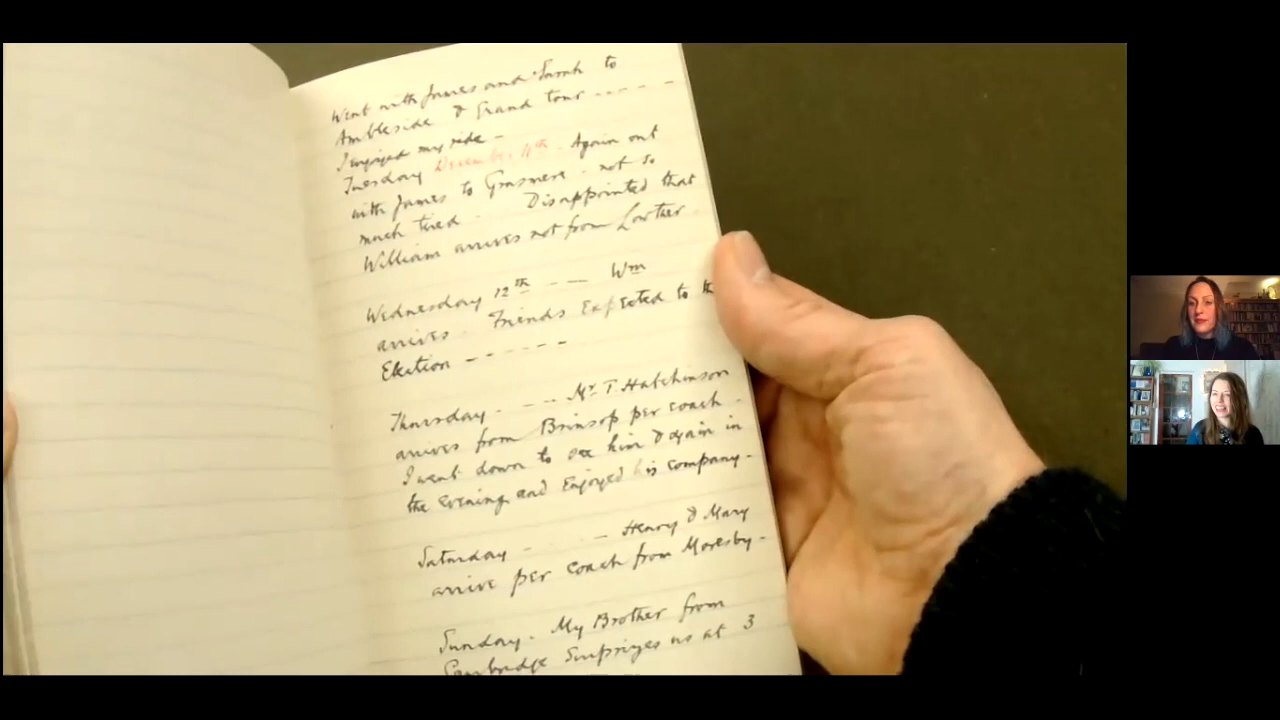 Went with James and Sarah to
Ambleside & Grand tour -----
I enjoyed my ride -
Tuesday December 11th. Again out
with James to Grasmere - not so
much tired - Disappointed that
William arrives not from Lowther
Wednesday 12th - -- Wm
arrives - Friends Expected to the
Election ------
Thursday - --- Mr T Hutchinson
arrives from Brinsop per coach -
I went down to see him & again in
the evening and Enjoyed his company -
Saturday - - Henry & Mary
arrive per coach from Moresby -
Sunday - My Brother from
Cambridge Surprizes us at 3